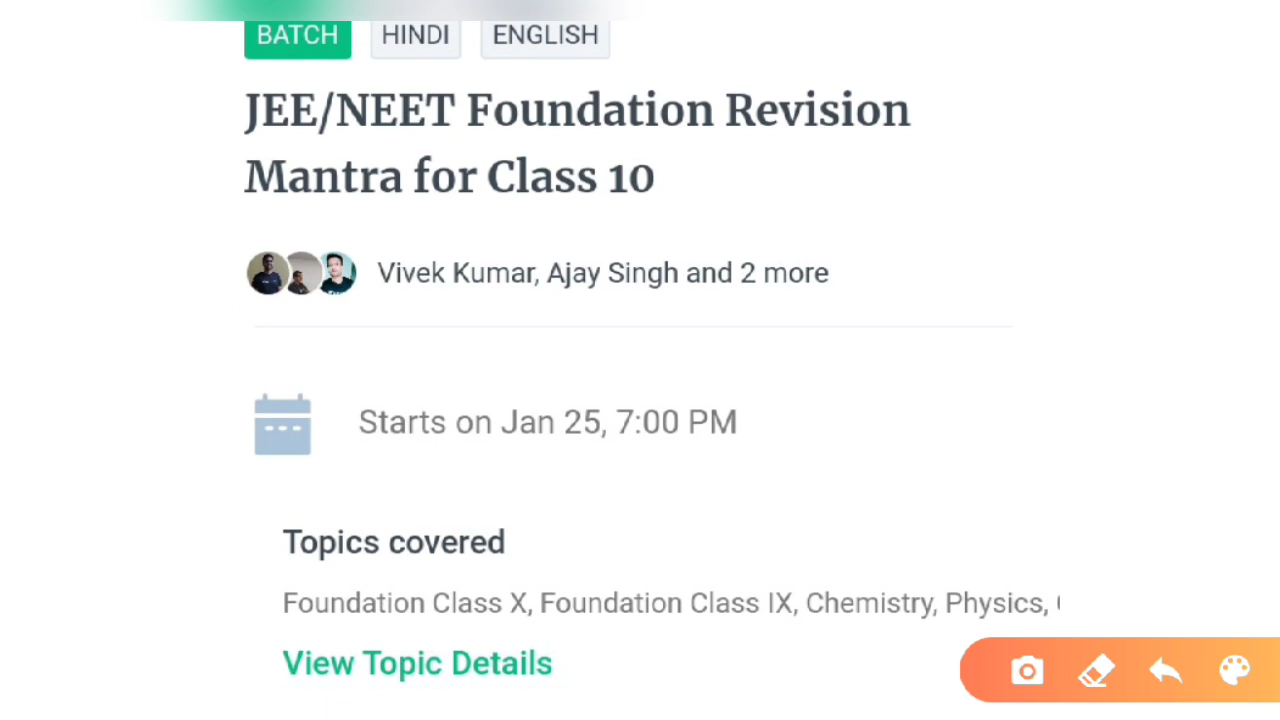 BATCH HINDI ENGLISH
JEE/NEET Foundation Revision
Mantra for Class 10
Vivek Kumar, Ajay Singh and 2 more
Starts on Jan 25, 7:00 PM
Topics covered
Foundation Class X, Foundation Class IX, Chemistry, Physics,
View Topic Details